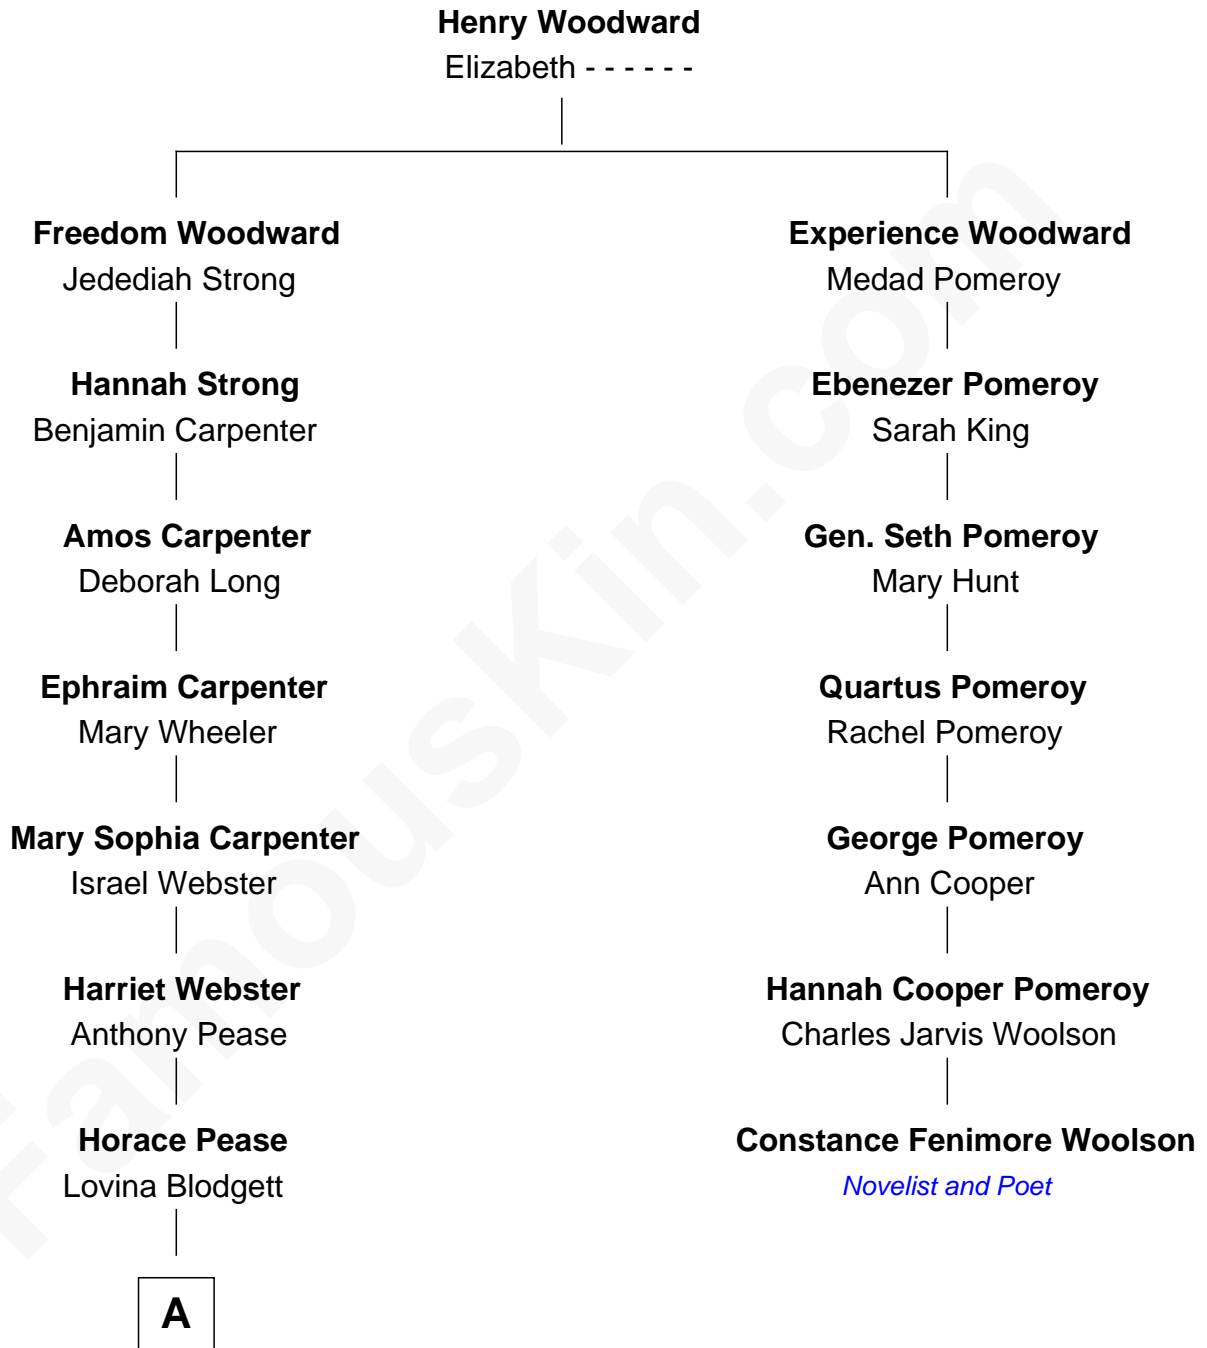 Henry Woodward
Elizabeth - - - - - -
Freedom Woodward
Jedediah Strong
Experience Woodward
Medad Pomeroy
Hannah Strong
Benjamin Carpenter
Ebenezer Pomeroy
Sarah King
Amos Carpenter
Deborah Long
Gen. Seth Pomeroy
Mary Hunt
Ephraim Carpenter
Mary Wheeler
Quartus Pomeroy
Rachel Pomeroy
Mary Sophia Carpenter
Israel Webster
George Pomeroy
Ann Cooper
Harriet Webster
Anthony Pease
Hannah Cooper Pomeroy
Charles Jarvis Woolson
Horace Pease
Lovina Blodgett
Constance Fenimore Woolson
Novelist and Poet
A
FamousKin.com